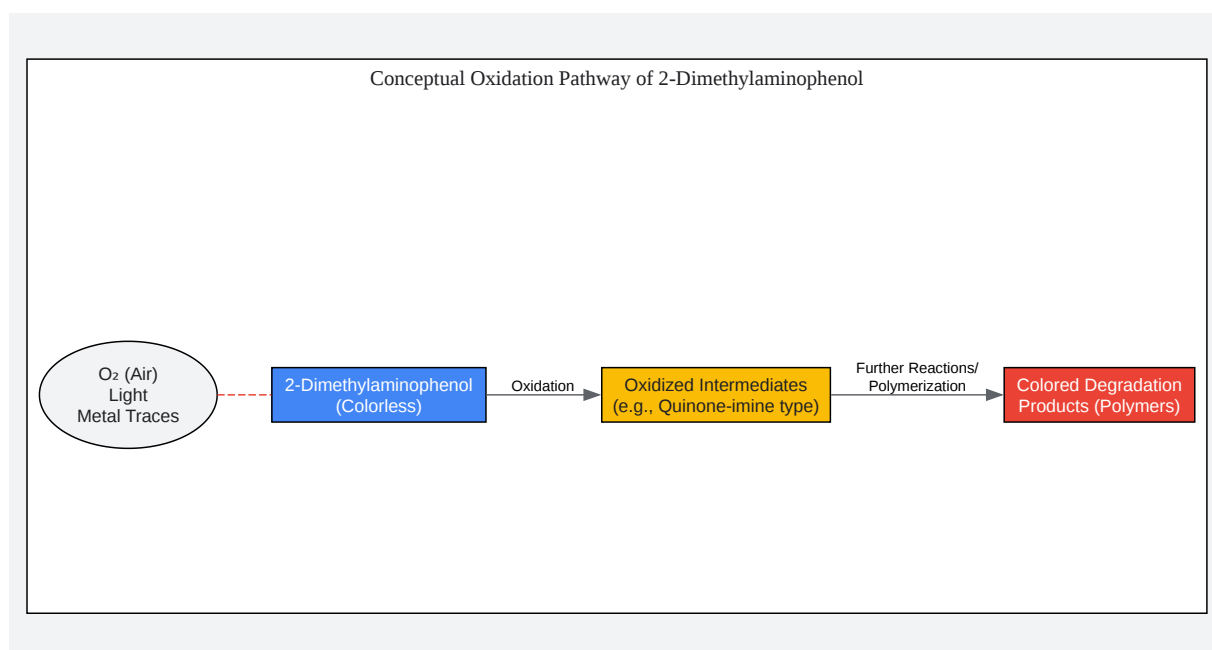 Conceptual Oxidation Pathway of 2-Dimethylaminophenol
O₂ (Air)
Light
Metal Traces
2-Dimethylaminophenol
(Colorless)
Oxidation
Oxidized Intermediates
(e.g., Quinone-imine type)
Further Reactions/
Polymerization
Colored Degradation
Products (Polymers)